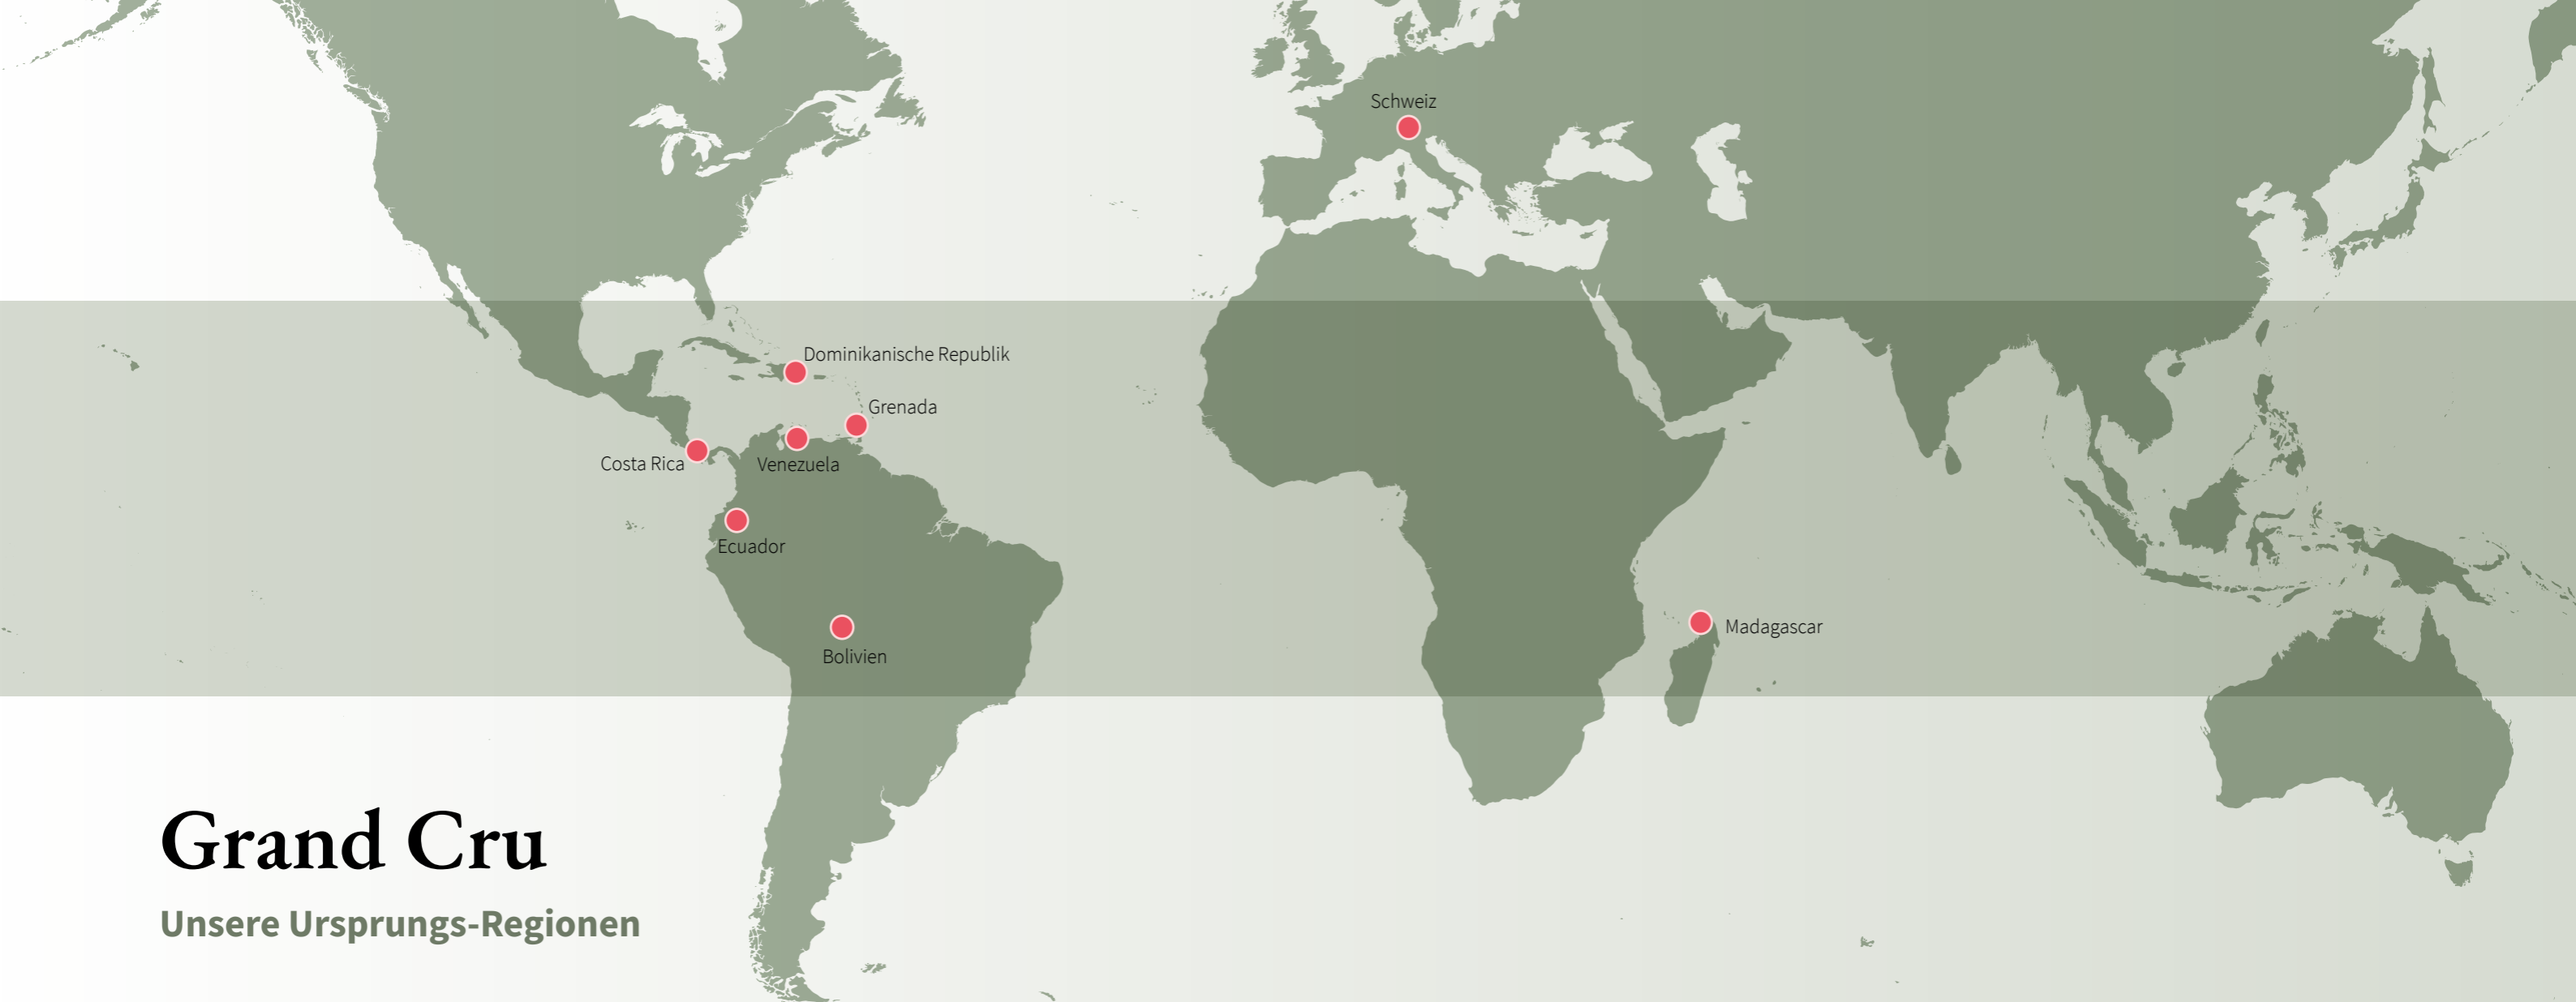 Schweiz
Dominikanische Republik
Grenada
Costa Rica
Venezuela
Ecuador
Bolivien
Madagascar
Grand Cru
Unsere Ursprungs-Regionen